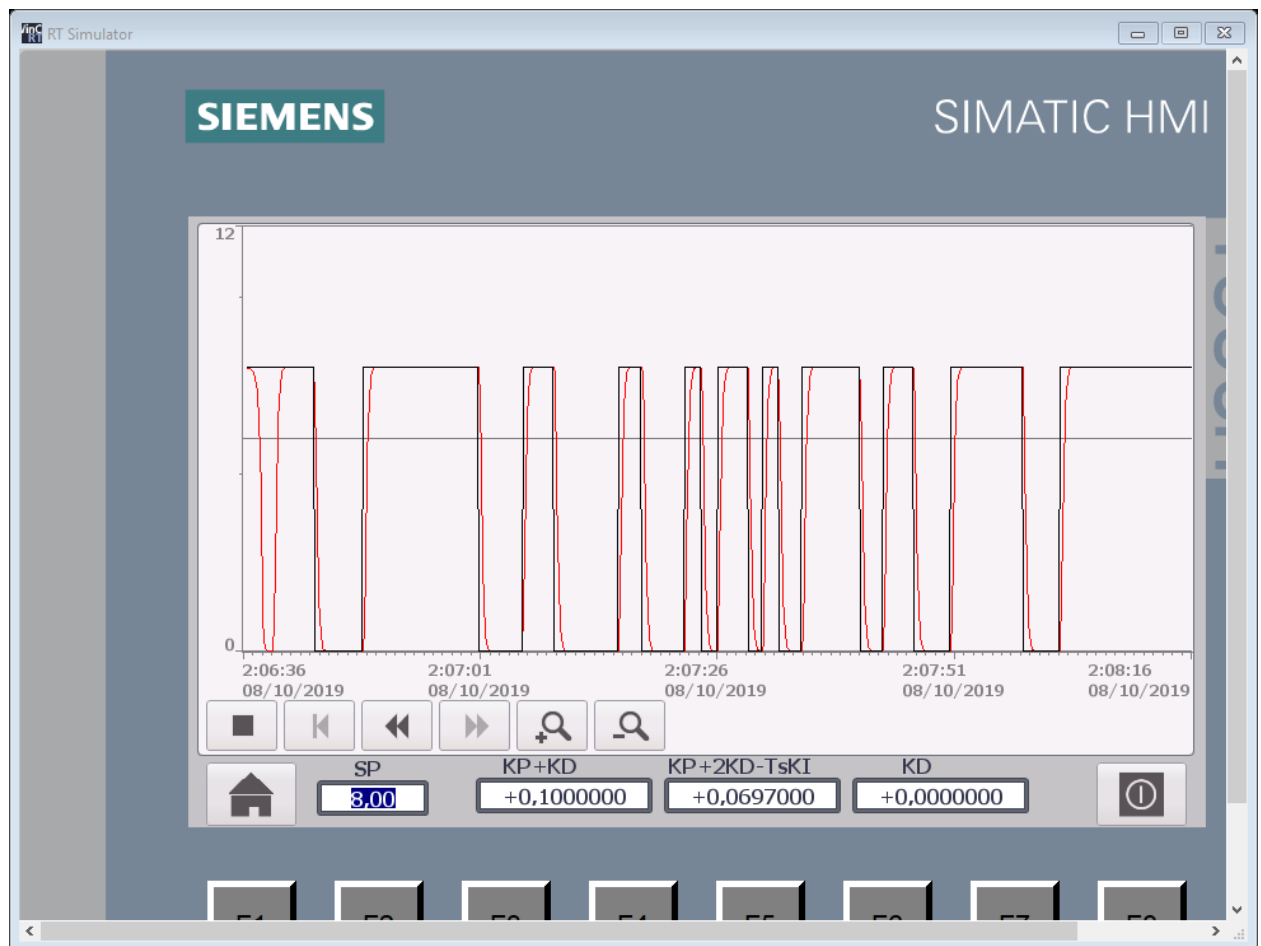 RT Simulator
SIEMENS
SIMATIC HMI
12
0
2:06:36 2:07:01 2:07:26 2:07:51 2:08:16
08/10/2019 08/10/2019 08/10/2019 08/10/2019 08/10/2019
SP KP+KD KP+2KD-TsKI KD
8,00 +0,1000000 +0,0697000 +0,0000000